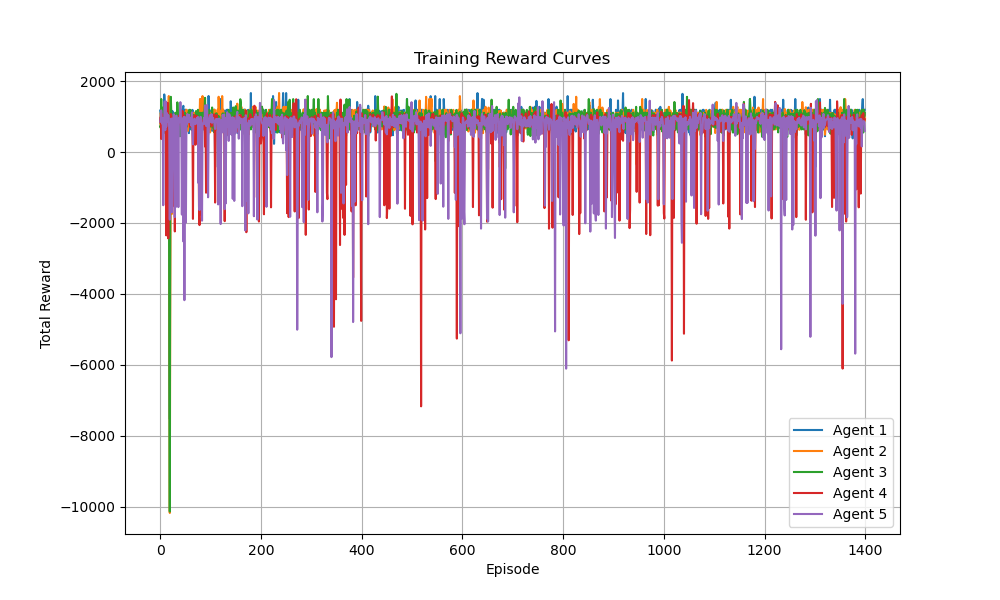 Training Reward Curves
2000
0
−2000
−4000
−6000
−8000
−10000
Total Reward
0 200 400 600 800 1000 1200 1400
Episode
Agent 1
Agent 2
Agent 3
Agent 4
Agent 5